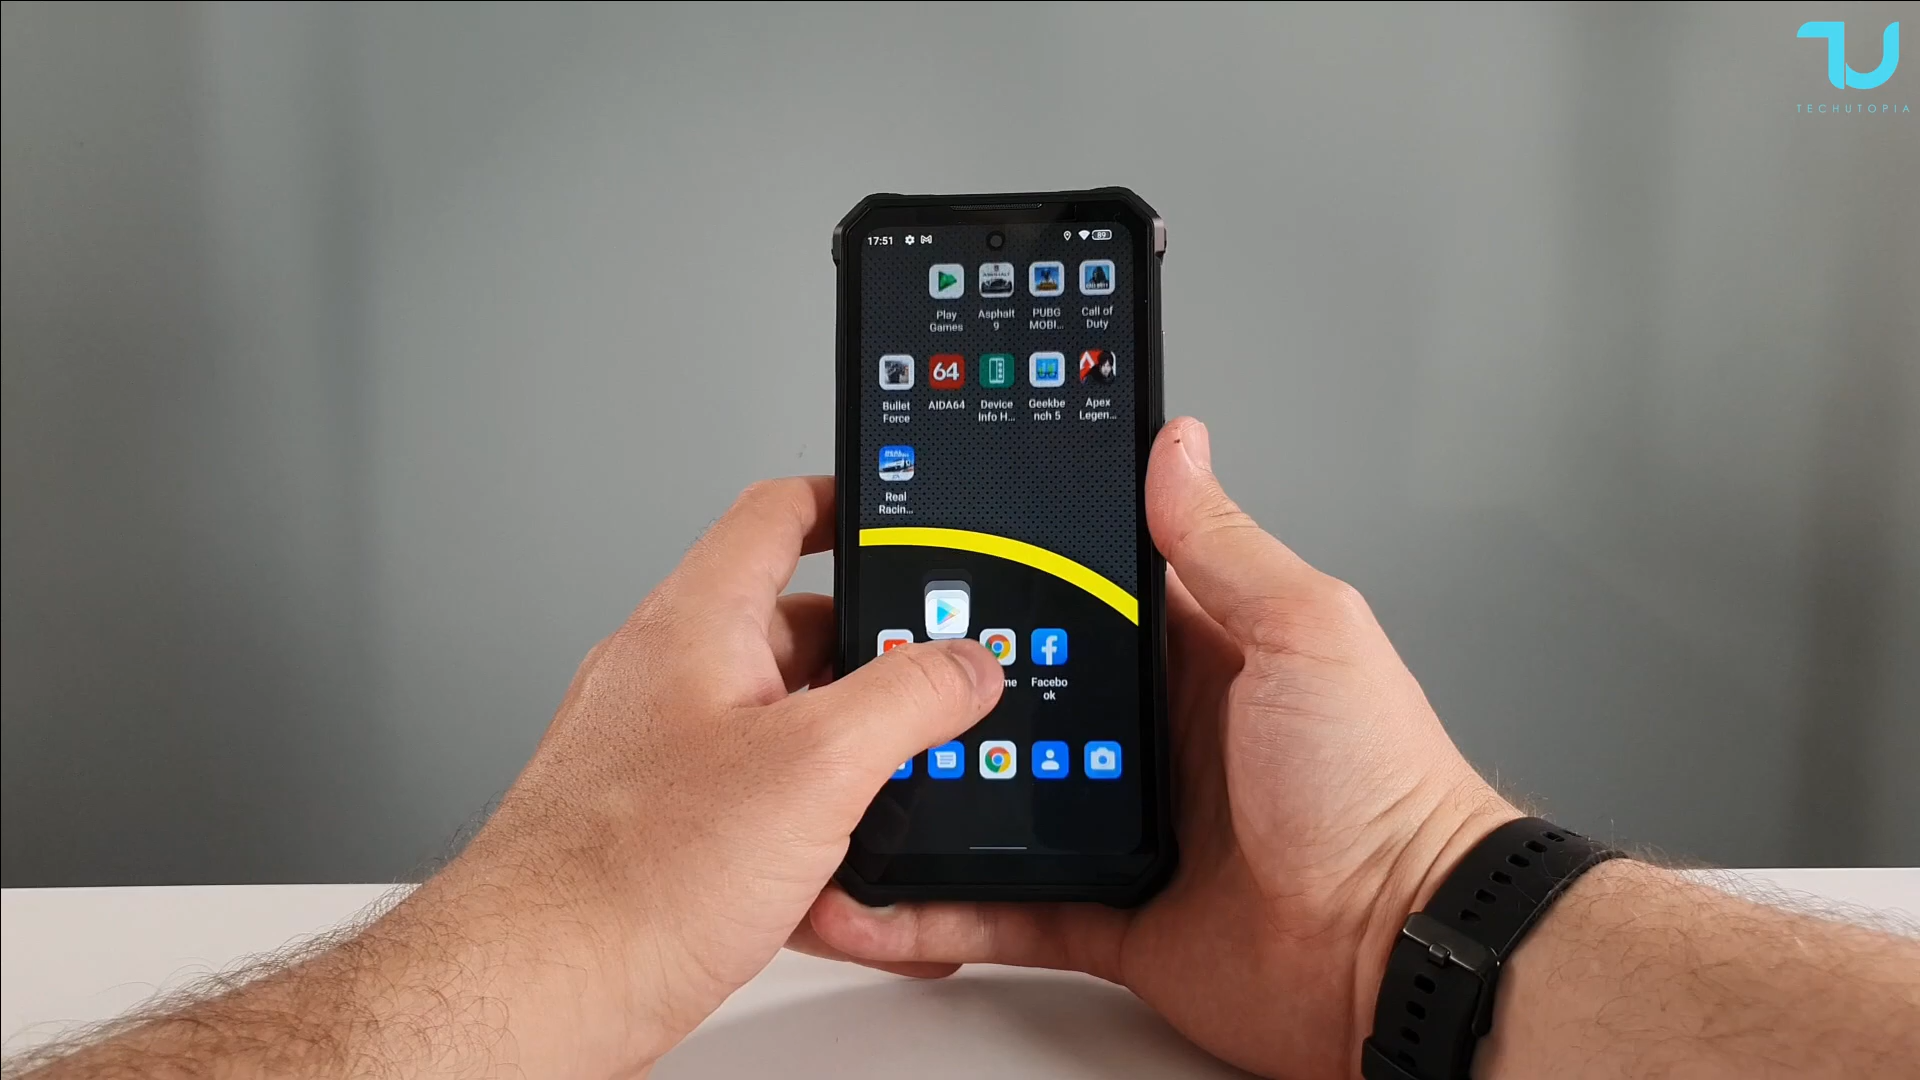 TECHUTOPIA
17:51
89
Play
Games
Asphalt
9
PUBG
MOBI...
Call of
Duty
64
Bullet
Force
AIDA64
Device
Info H...
Geekbe
nch 5
Apex
Legen...
Real
Racin...
me
Facebo
ok